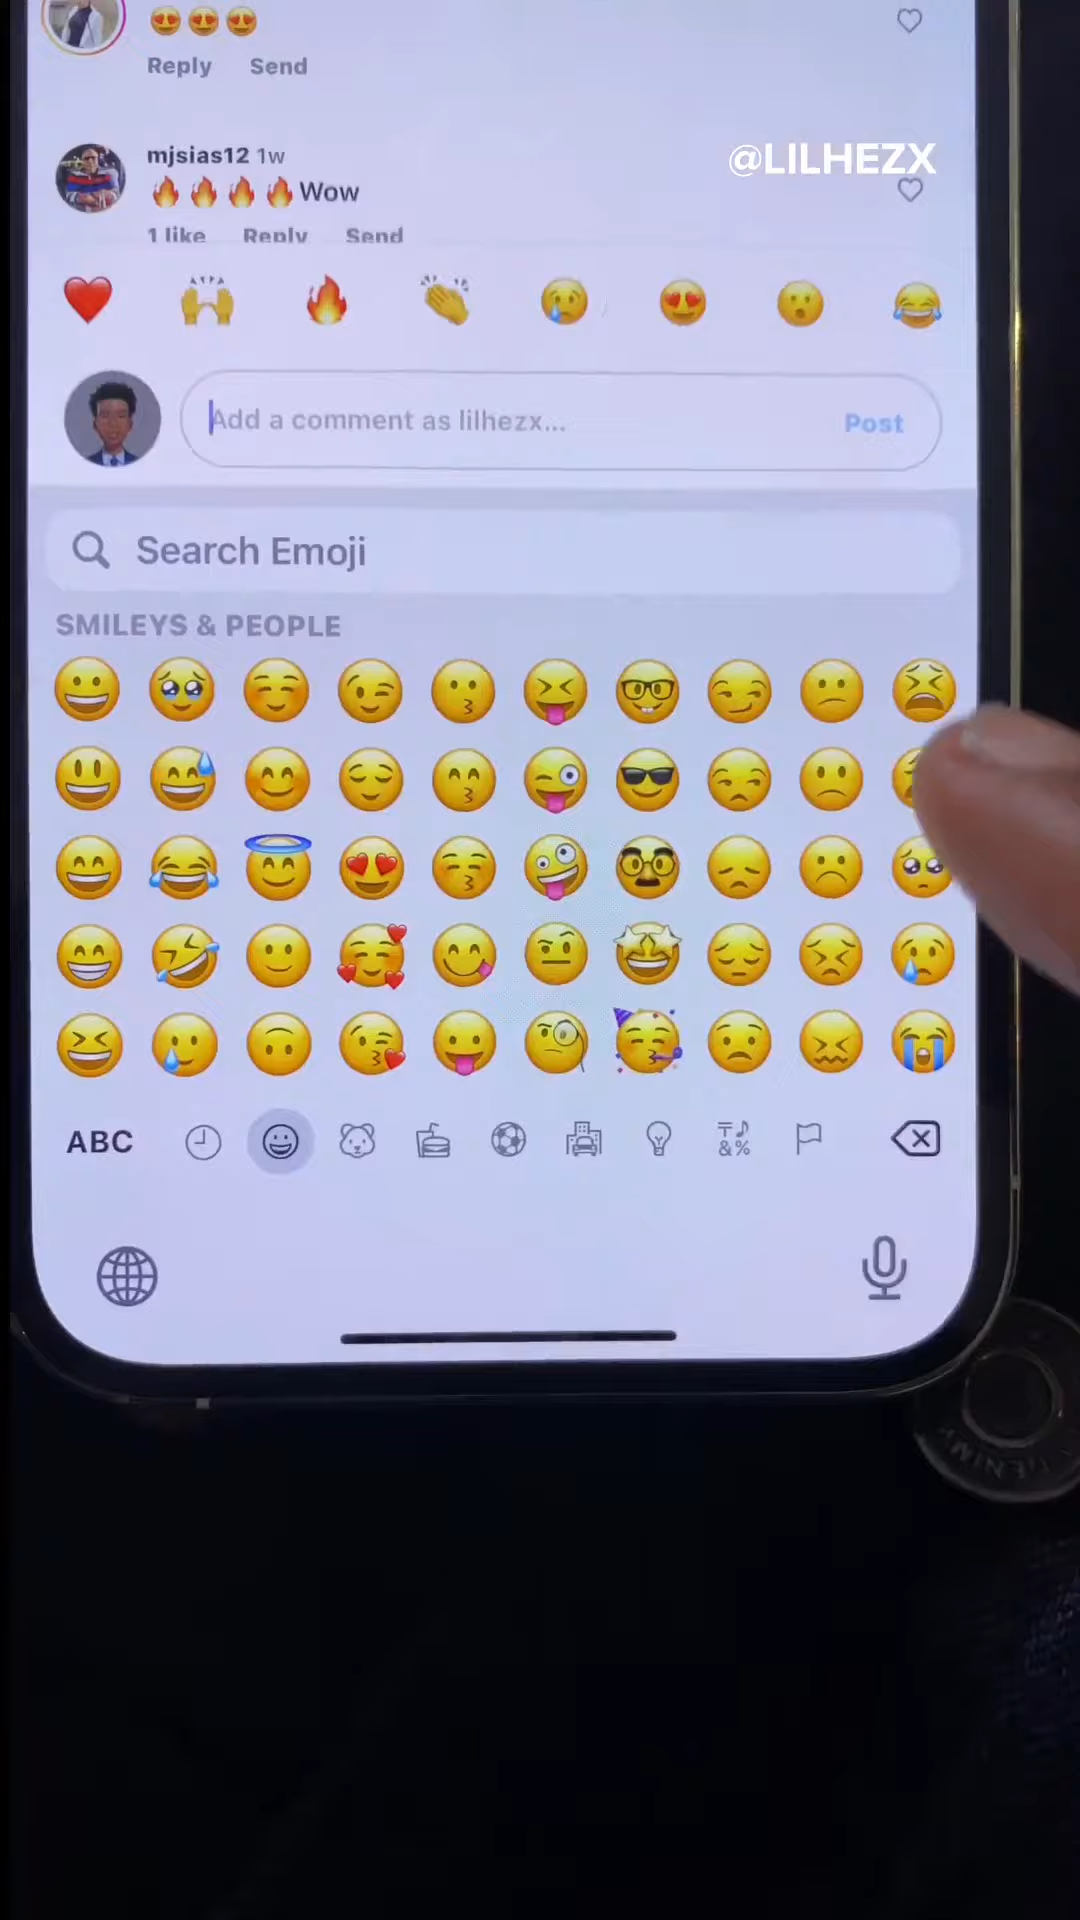 😍😍😍
Reply Send
mjsias12 1w
@LILHEZX
🔥🔥🔥🔥Wow
1 like Reply Send
Add a comment as lilhezx...
Post
Search Emoji
SMILEYS & PEOPLE
ABC
&%